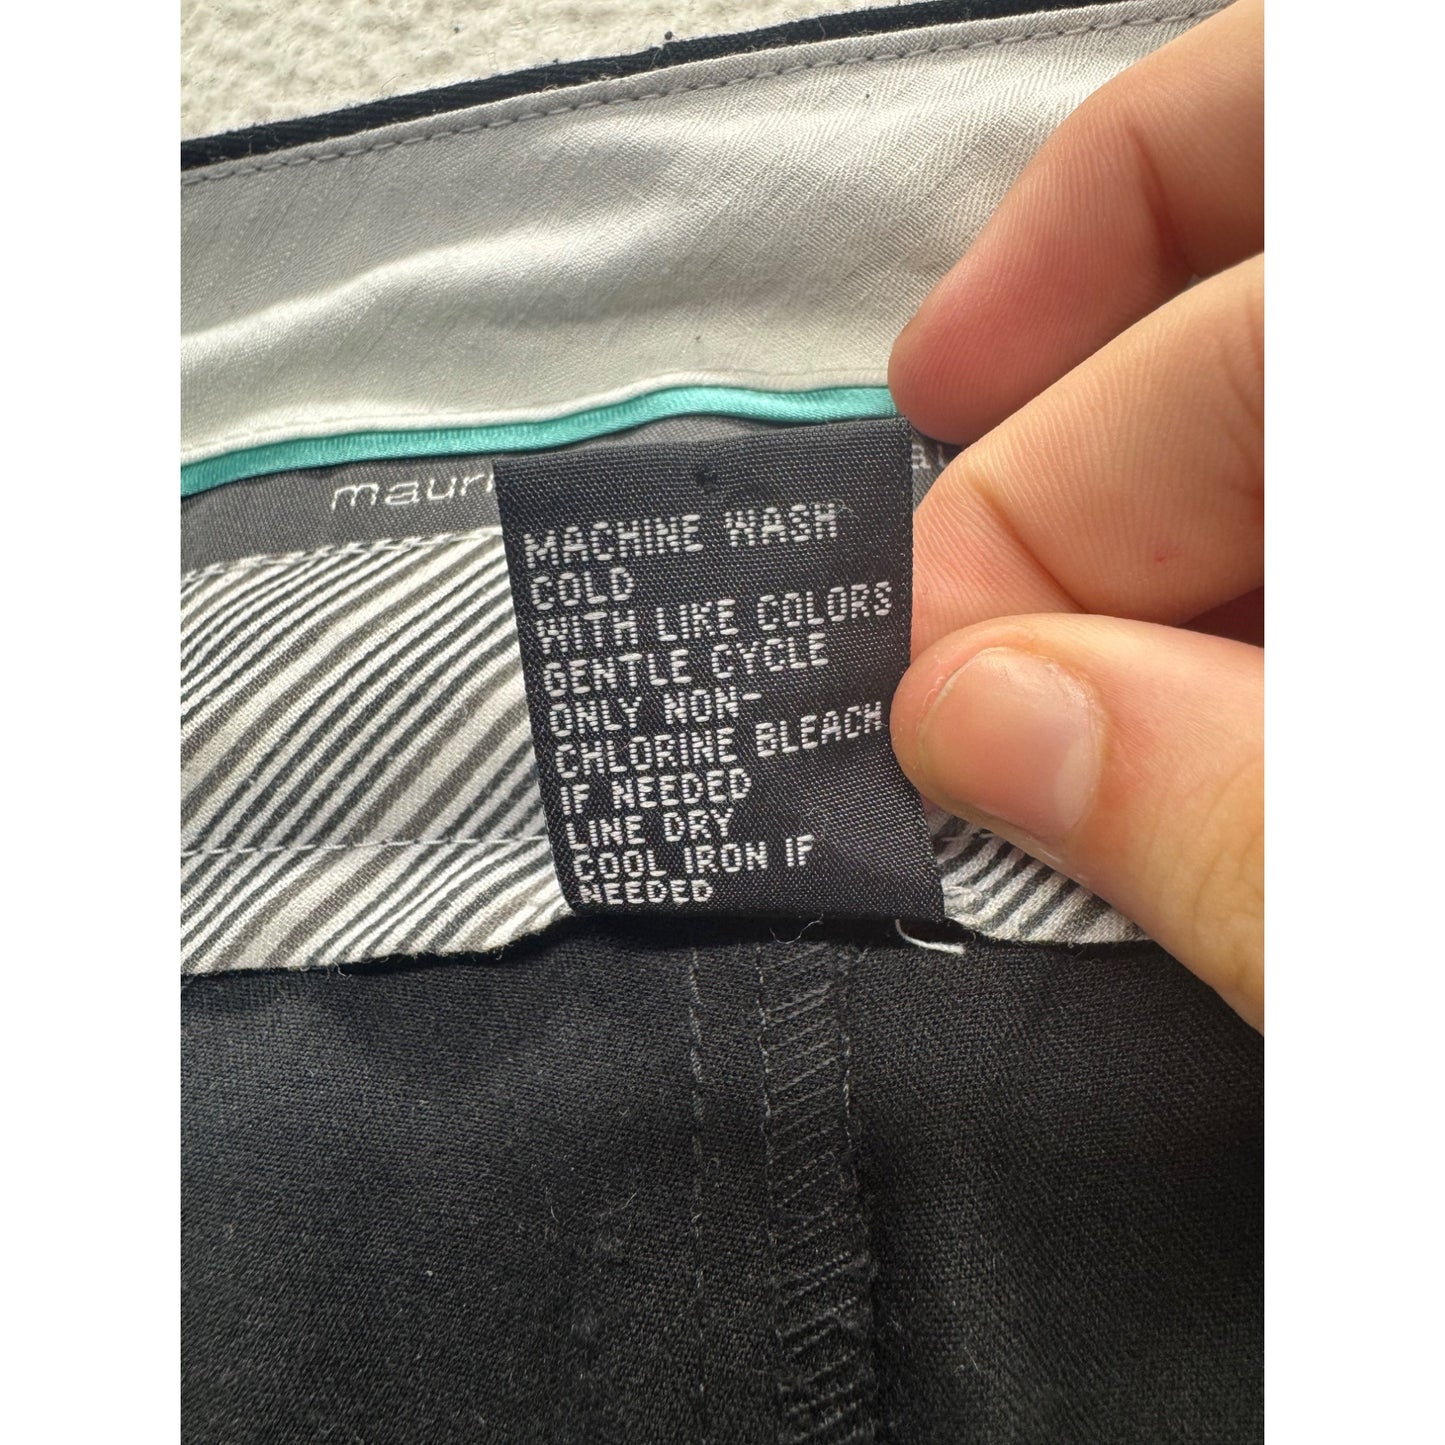 mauri
MACHINE WASH
COLD
WITH LIKE COLORS
GENTLE CYCLE
ONLY NON-
CHLORINE BLEACH
IF NEEDED
LINE DRY
COOL IRON IF
NEEDED